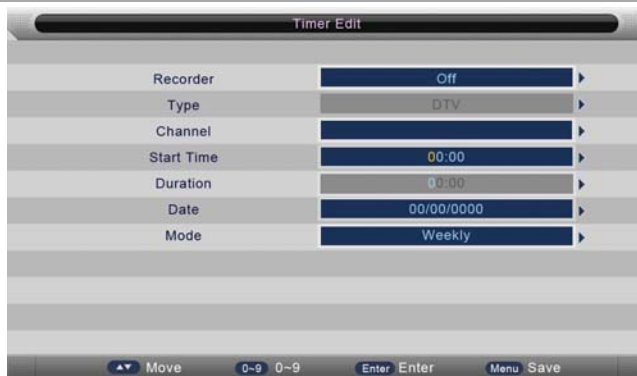 Timer Edit
Recorder Off
Type DTV
Channel
Start Time 00:00
Duration 00:00
Date 00/00/0000
Mode Weekly
▲▼ Move 0~9 0~9 Enter Enter Menu Save